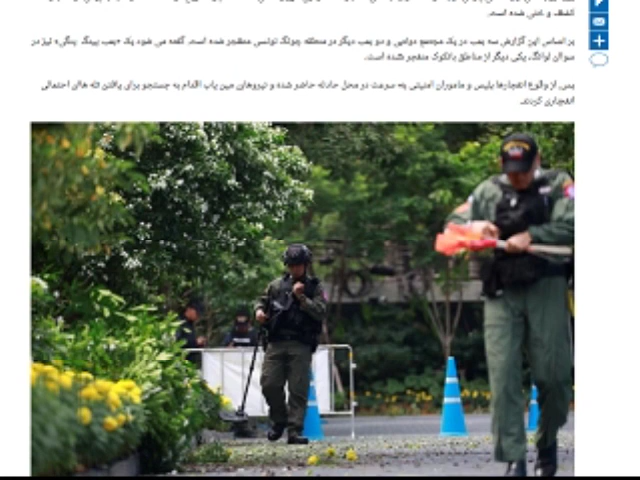 کشف و خنثی شده است.
بر اساس این گزارش سه بمب در یک مجتمع دولتی و دو بمب دیگر در منطقه چونگ نونسی منفجر شده است. گفته می شود یک «بمب پینگ پنگی» نیز در
سوان لوانگ، یکی دیگر از مناطق بانکوک منفجر شده است.
پس از وقوع انفجارها پلیس و ماموران امنیتی به سرعت در محل حادثه حاضر شده و نیروهای مین یاب اقدام به جستجو برای یافتن تله های احتمالی
انفجاری کردند.